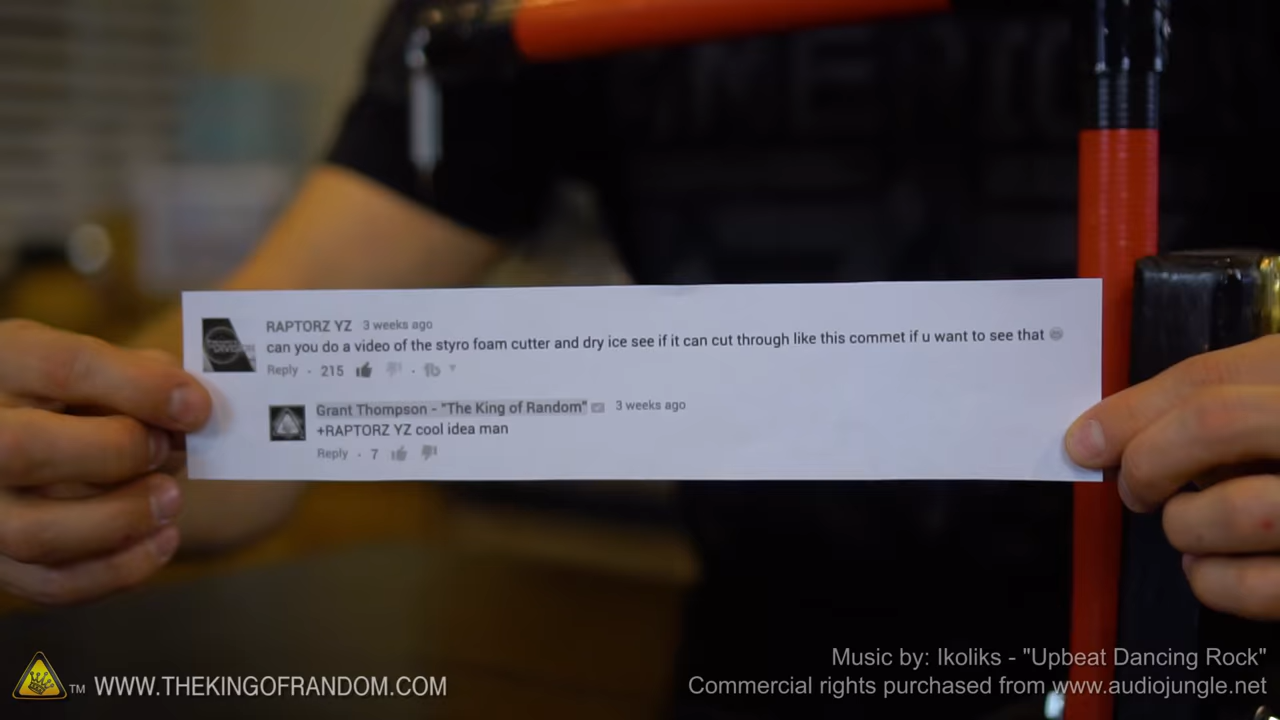 RAPTORZ YZ 3 weeks ago
can you do a video of the styro foam cutter and dry ice see if it can cut through like this commet if u want to see that
Reply · 215
Grant Thompson - "The King of Random" 3 weeks ago
+RAPTORZ YZ cool idea man
Reply · 7
Music by: Ikoliks - "Upbeat Dancing Rock"
TM WWW.THEKINGOFRANDOM.COM
Commercial rights purchased from www.audiojungle.net